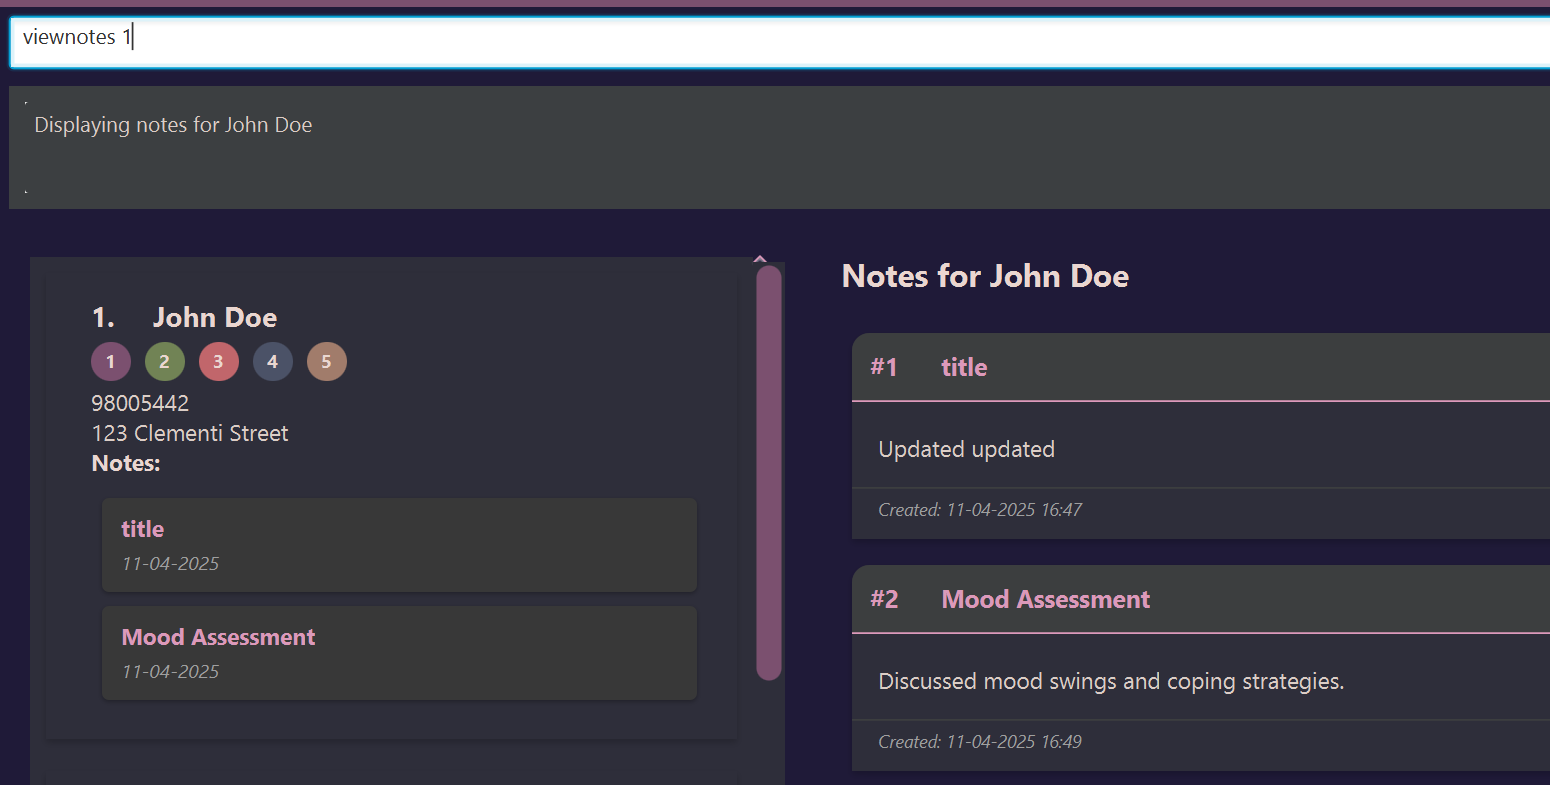 viewnotes 1
Displaying notes for John Doe
1. John Doe
1 2 3 4 5
98005442
123 Clementi Street
Notes:
title
11-04-2025
Mood Assessment
11-04-2025
Notes for John Doe
#1 title
Updated updated
Created: 11-04-2025 16:47
#2 Mood Assessment
Discussed mood swings and coping strategies.
Created: 11-04-2025 16:49